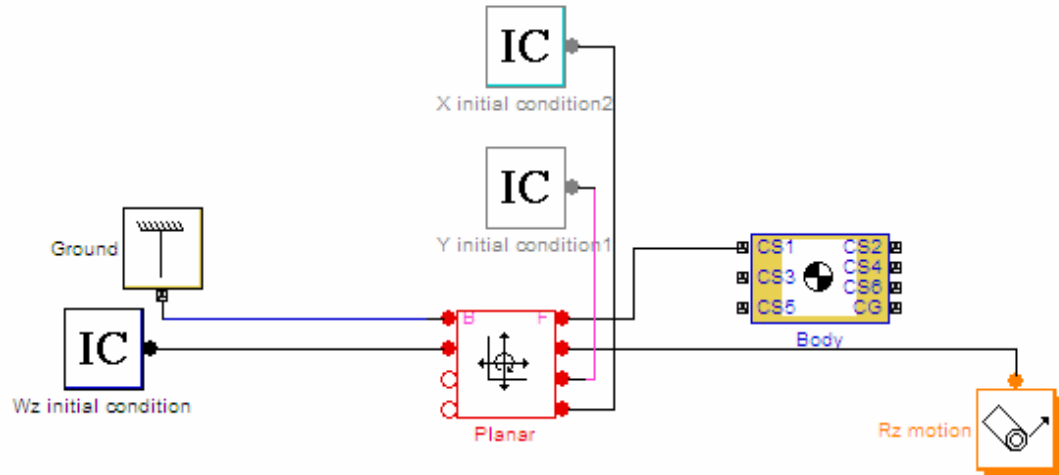 IC
X initial condition2
IC
Y initial condition1
Ground
IC
Wz initial condition
B F
Planar
CS1 CS2
CS3 CS4
CS6
CS5 CG
Body
Rz motion